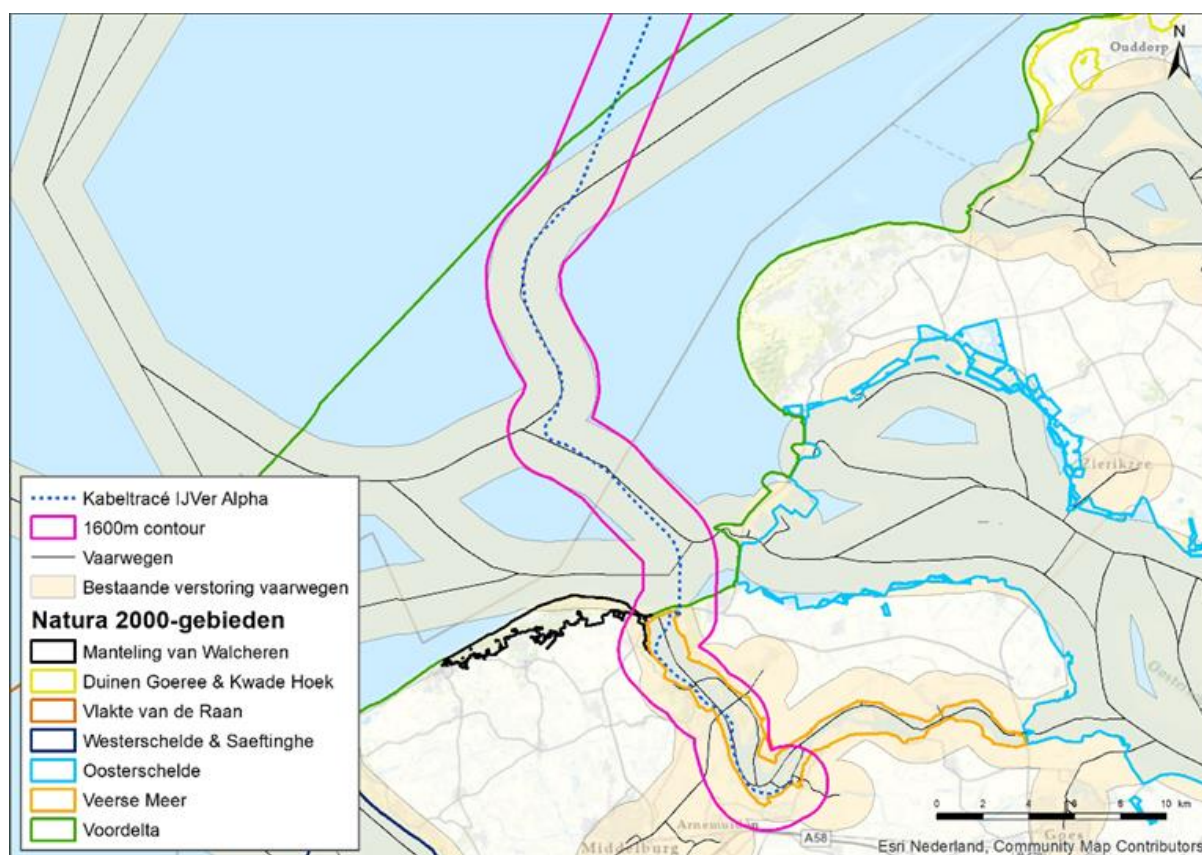 Ouddorp
N
Zierikzee
Kabeltracé IJVer Alpha
1600m contour
Vaarwegen
Bestaande verstoring vaarwegen
Natura 2000-gebieden
Manteling van Walcheren
Duinen Goeree & Kwade Hoek
Vlakte van de Raan
Westerschelde & Saeftinghe
Oosterschelde
Veerse Meer
Voordelta
0 2 4 6 8 10 km
Arnemuiden
A58
Middelburg
Goes
Esri Nederland, Community Map Contributors